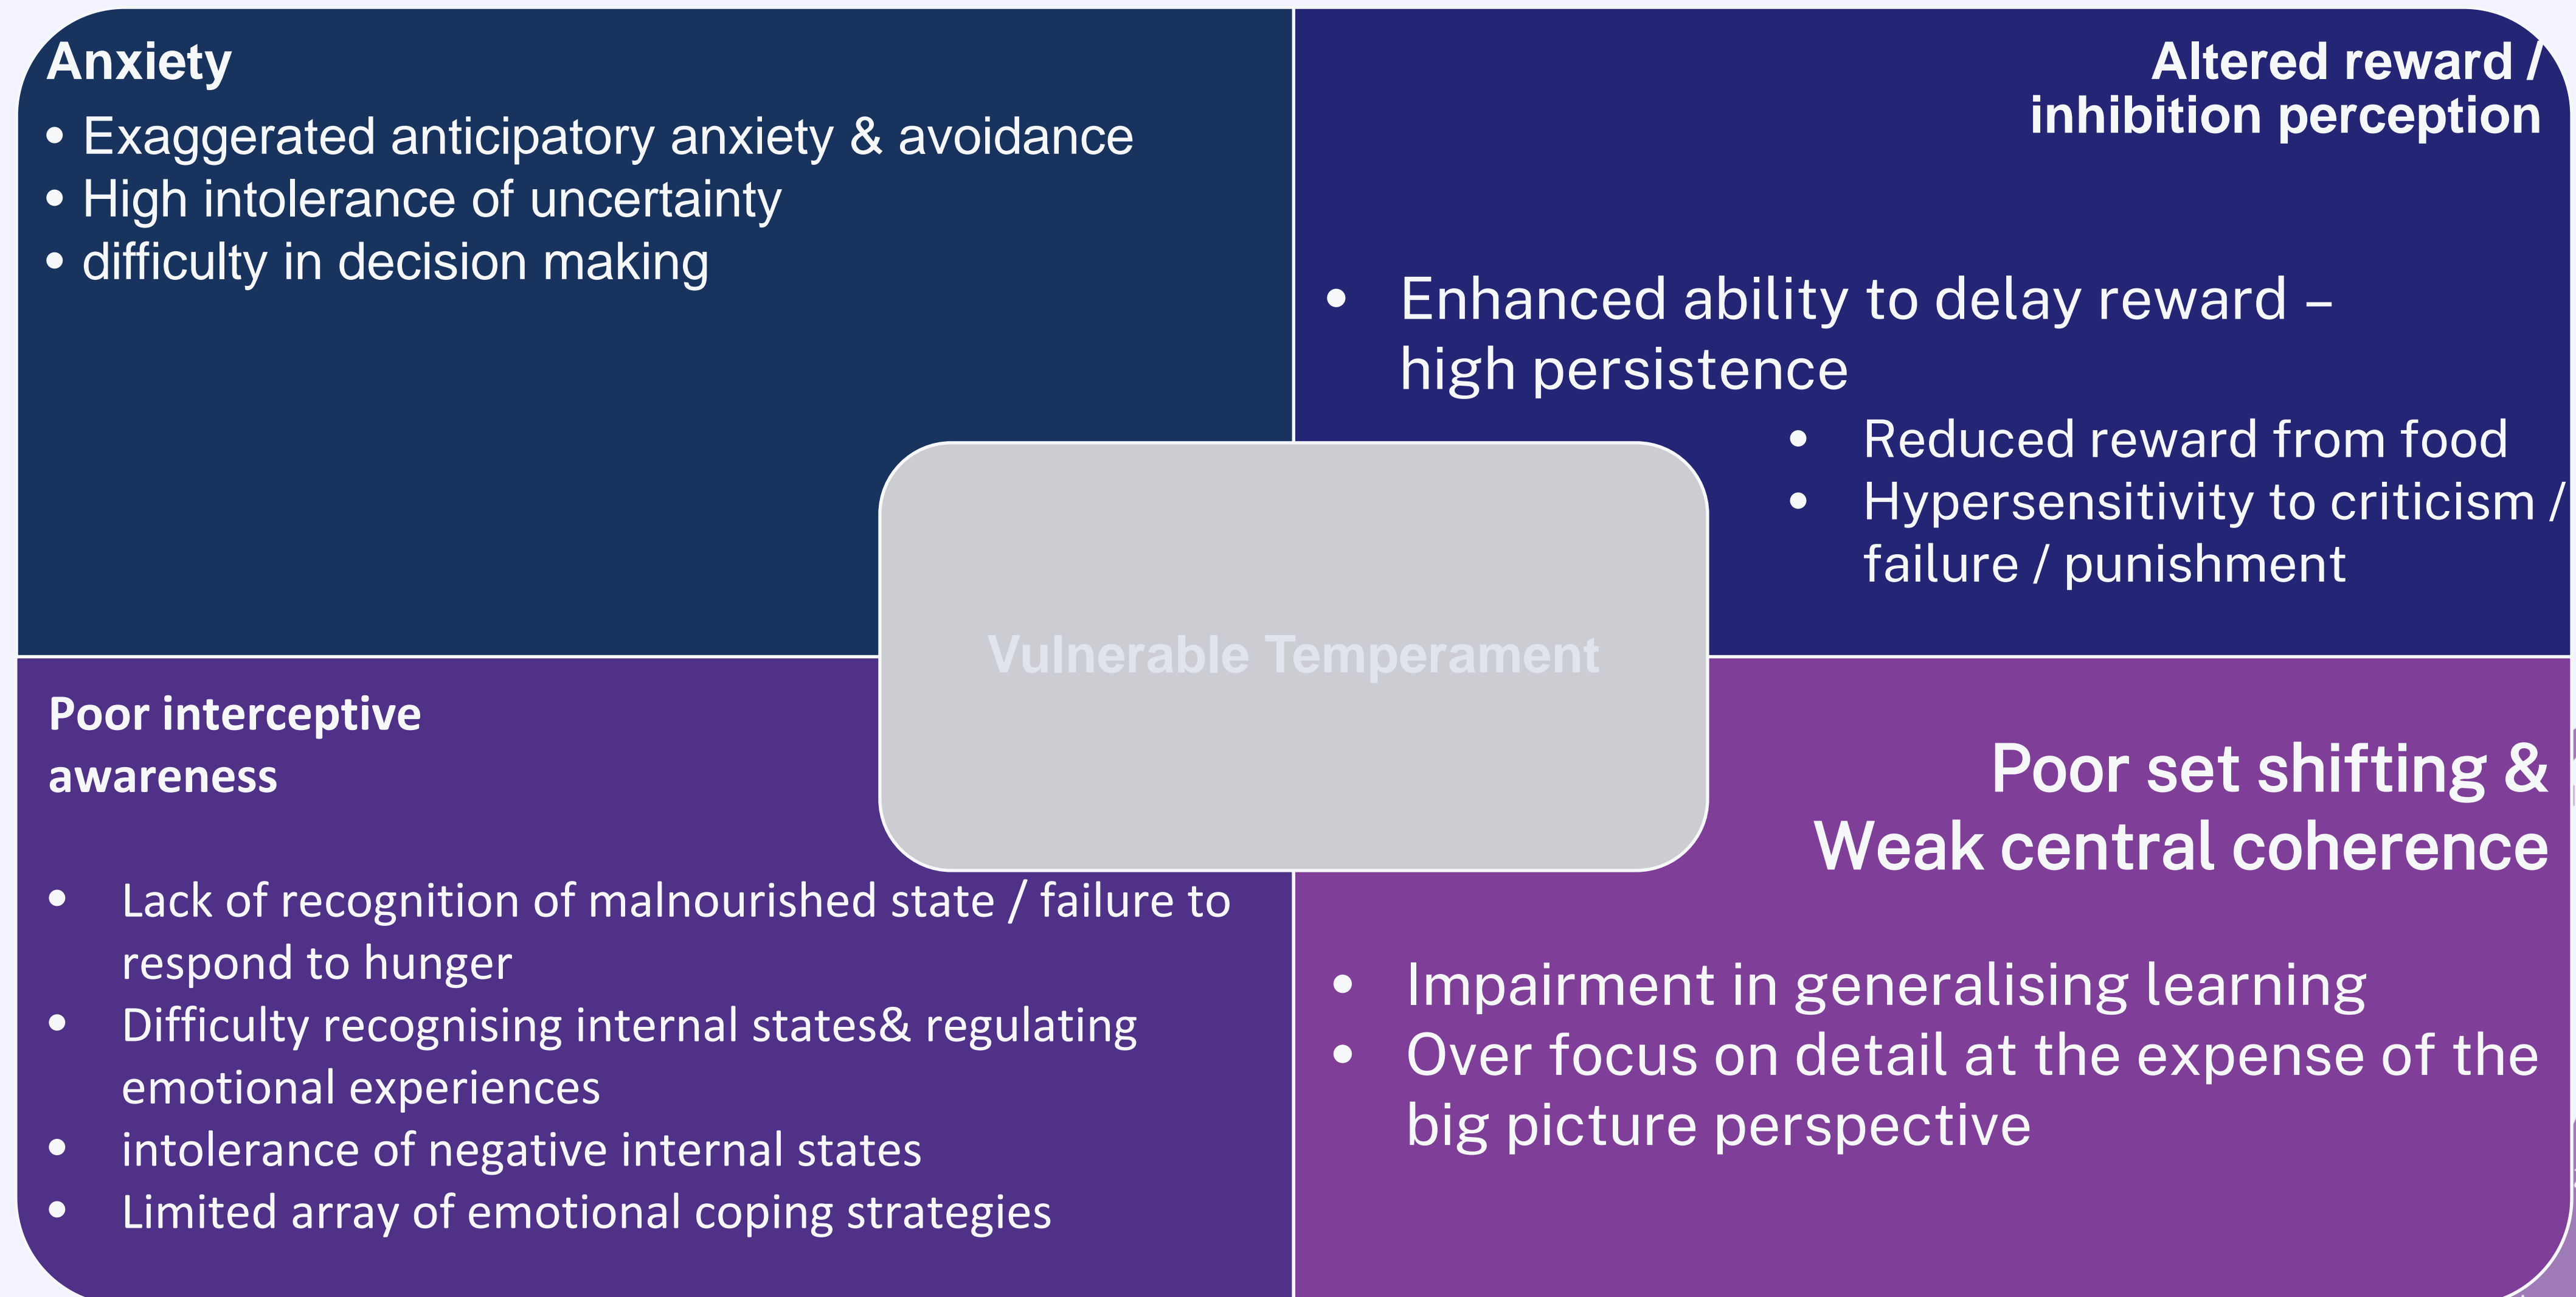 Anxiety
• Exaggerated anticipatory anxiety & avoidance
• High intolerance of uncertainty
• difficulty in decision making
Altered reward /
inhibition perception
• Enhanced ability to delay reward –
high persistence
• Reduced reward from food
• Hypersensitivity to criticism /
failure / punishment
Vulnerable Temperament
Poor interceptive
awareness
• Lack of recognition of malnourished state / failure to
respond to hunger
• Difficulty recognising internal states& regulating
emotional experiences
• intolerance of negative internal states
• Limited array of emotional coping strategies
Poor set shifting &
Weak central coherence
• Impairment in generalising learning
• Over focus on detail at the expense of the
big picture perspective